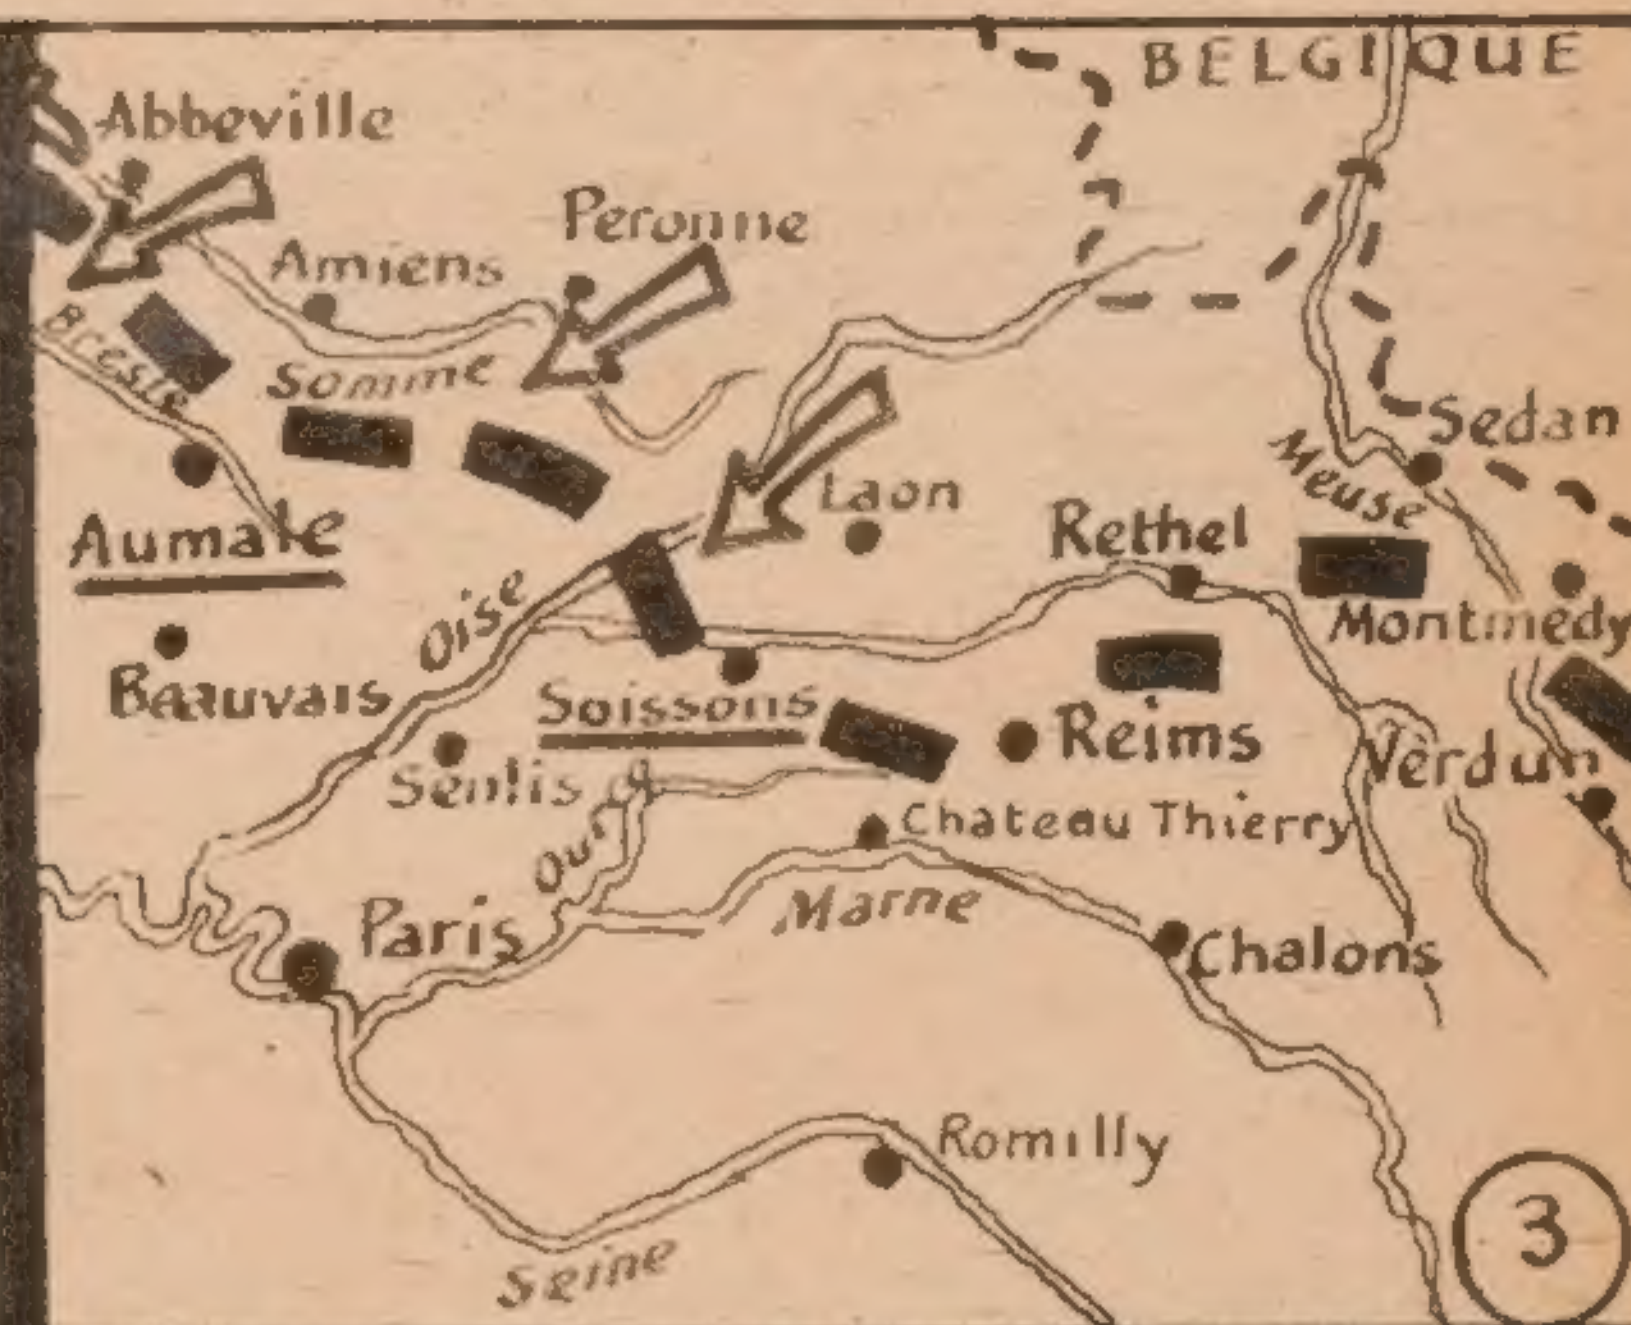 BELGIQUE
Abbeville
Peronne
Amiens
Bresle
Somme
Sedan
Meuse
Laon
Rethel
Aumale
Oise
Montmedy
Beauvais
Soissons
Reims
Verdun
Senlis
Chateau Thierry
Marne
Paris
Chalons
Romilly
Seine
3